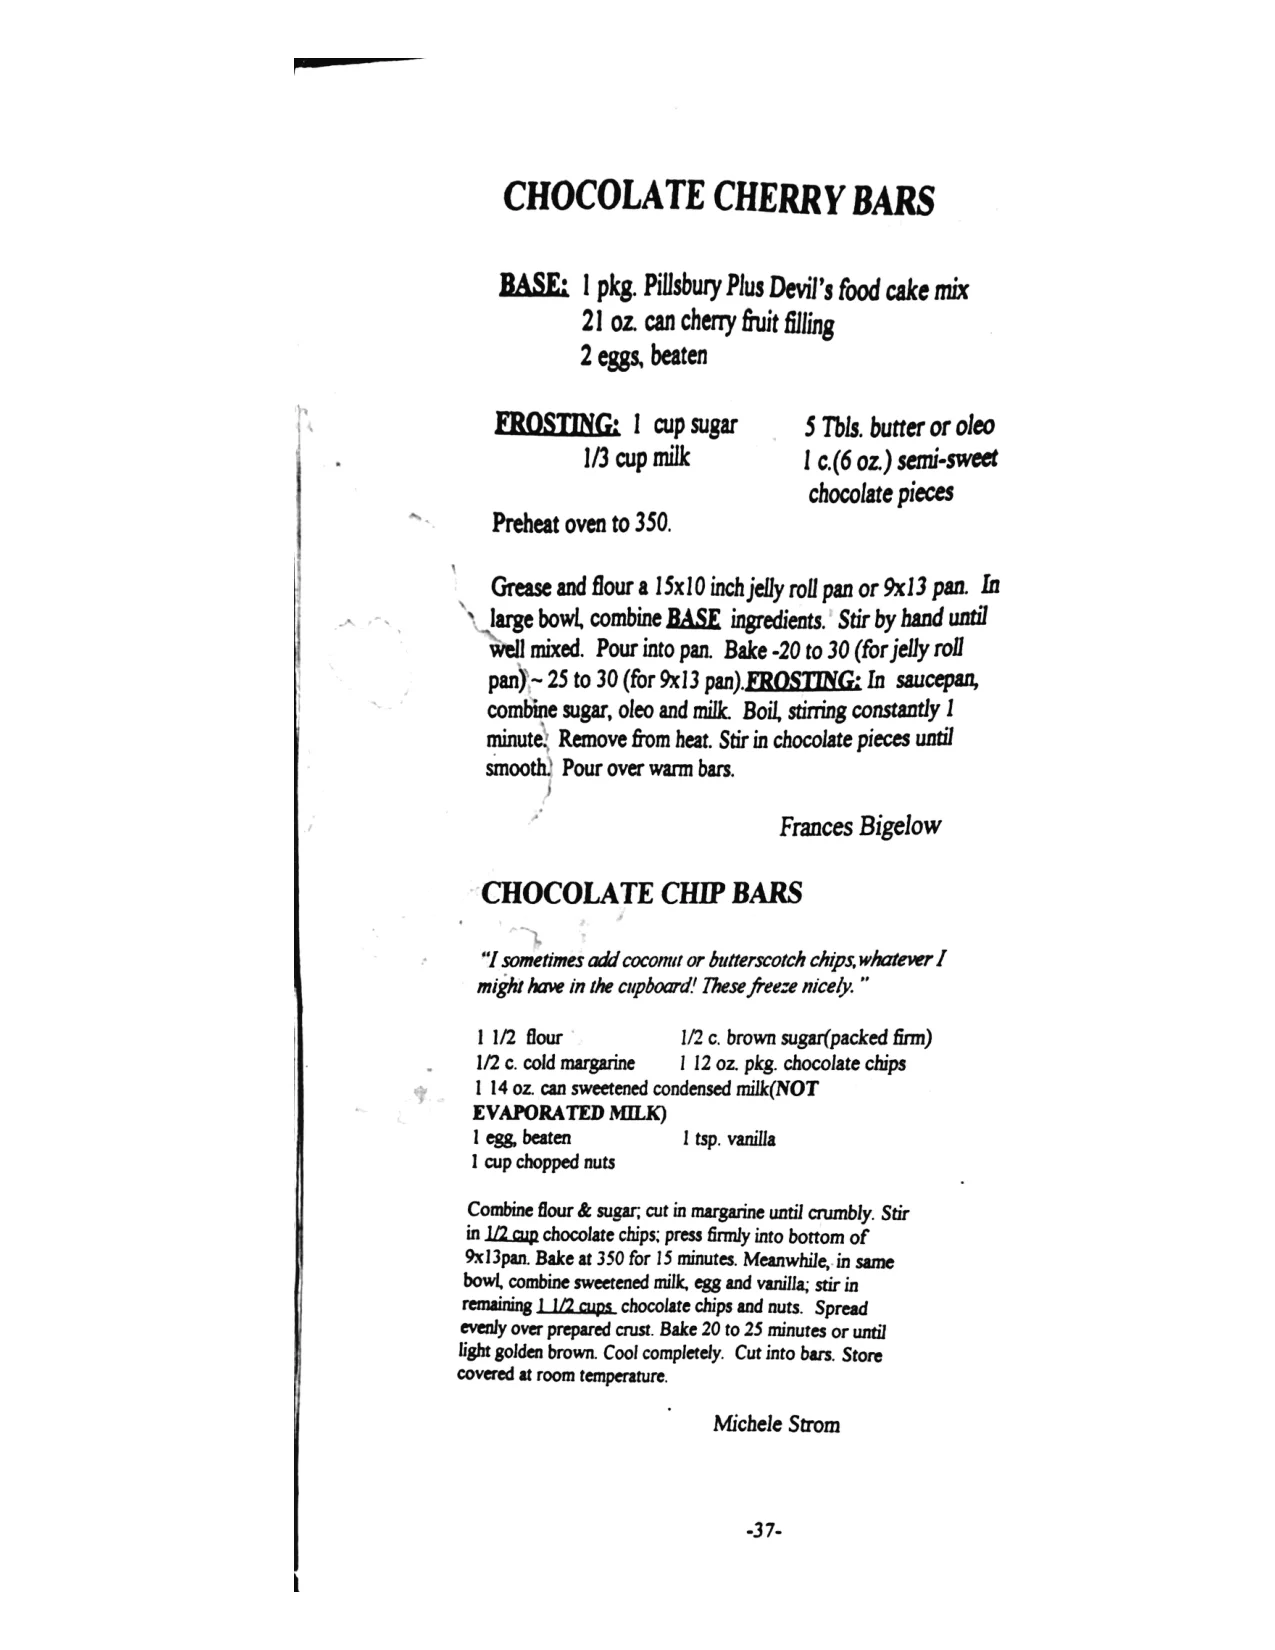 CHOCOLATE CHERRY BARS
BASE: 1 pkg. Pillsbury Plus Devil's food cake mix
21 oz. can cherry fruit filling
2 eggs, beaten
FROSTING: 1 cup sugar 5 Tbls. butter or oleo
1/3 cup milk 1 c.(6 oz.) semi-sweet
chocolate pieces
Preheat oven to 350.
Grease and flour a 15x10 inch jelly roll pan or 9x13 pan. In
large bowl, combine BASE ingredients. Stir by hand until
well mixed. Pour into pan. Bake -20 to 30 (for jelly roll
pan) ~ 25 to 30 (for 9x13 pan).FROSTING: In saucepan,
combine sugar, oleo and milk. Boil, stirring constantly 1
minute. Remove from heat. Stir in chocolate pieces until
smooth. Pour over warm bars.
Frances Bigelow
CHOCOLATE CHIP BARS
"I sometimes add coconut or butterscotch chips, whatever I
might have in the cupboard! These freeze nicely. "
1 1/2 flour 1/2 c. brown sugar(packed firm)
1/2 c. cold margarine 1 12 oz. pkg. chocolate chips
1 14 oz. can sweetened condensed milk(NOT
EVAPORATED MILK)
1 egg, beaten 1 tsp. vanilla
1 cup chopped nuts
Combine flour & sugar; cut in margarine until crumbly. Stir
in 1/2 cup chocolate chips; press firmly into bottom of
9x13pan. Bake at 350 for 15 minutes. Meanwhile, in same
bowl, combine sweetened milk, egg and vanilla; stir in
remaining 1 1/2 cups chocolate chips and nuts. Spread
evenly over prepared crust. Bake 20 to 25 minutes or until
light golden brown. Cool completely. Cut into bars. Store
covered at room temperature.
Michele Strom
-37-